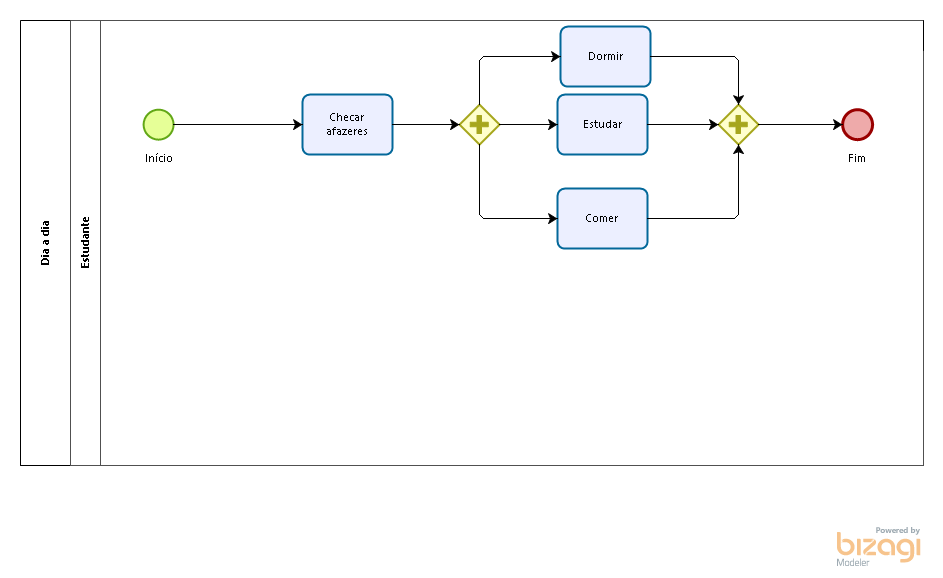 Dia a dia
Estudante
Início
Checar
afazeres
Dormir
Estudar
Comer
Fim
Powered by
bizagi
Modeler